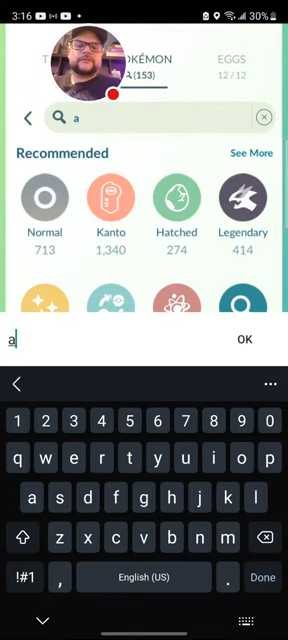 3:16
30%
POKÉMON
EGGS
(153)
12 / 12
a
Recommended
See More
Normal
Kanto
Hatched
Legendary
713
1,340
274
414
a
OK
1 2 3 4 5 6 7 8 9 0
q w e r t y u i o p
a s d f g h j k l
z x c v b n m
!#1
,
English (US)
.
Done